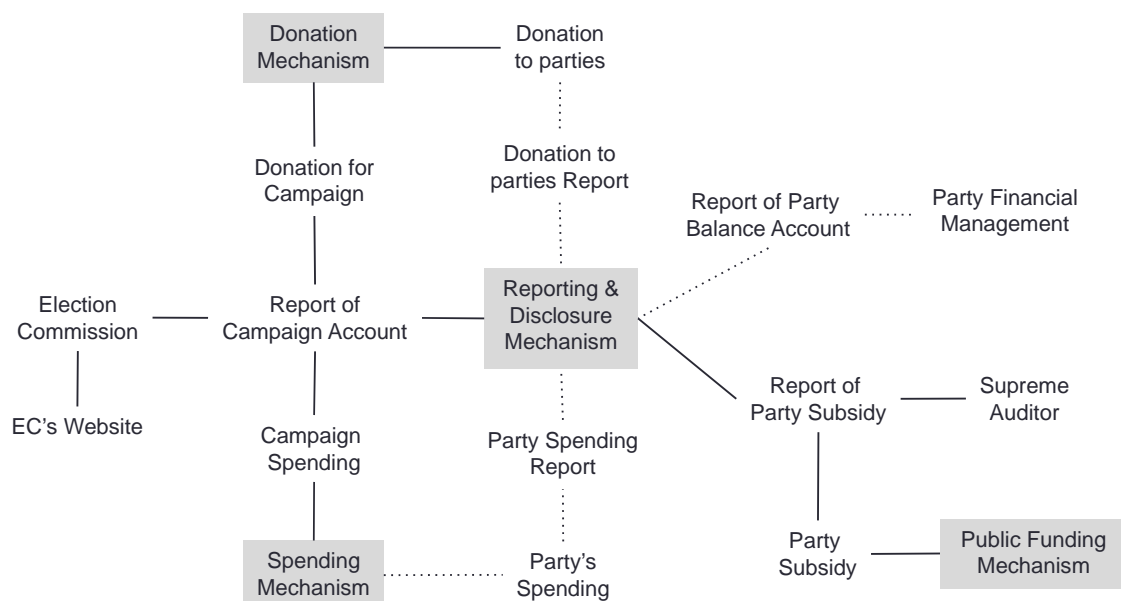 Donation
Mechanism
Donation
to parties
Donation for
Campaign
Donation to
parties Report
Report of Party
Balance Account
Party Financial
Management
Election
Commission
Report of
Campaign Account
Reporting &
Disclosure
Mechanism
EC's Website
Campaign
Spending
Party Spending
Report
Report of
Party Subsidy
Supreme
Auditor
Spending
Mechanism
Party's
Spending
Party
Subsidy
Public Funding
Mechanism